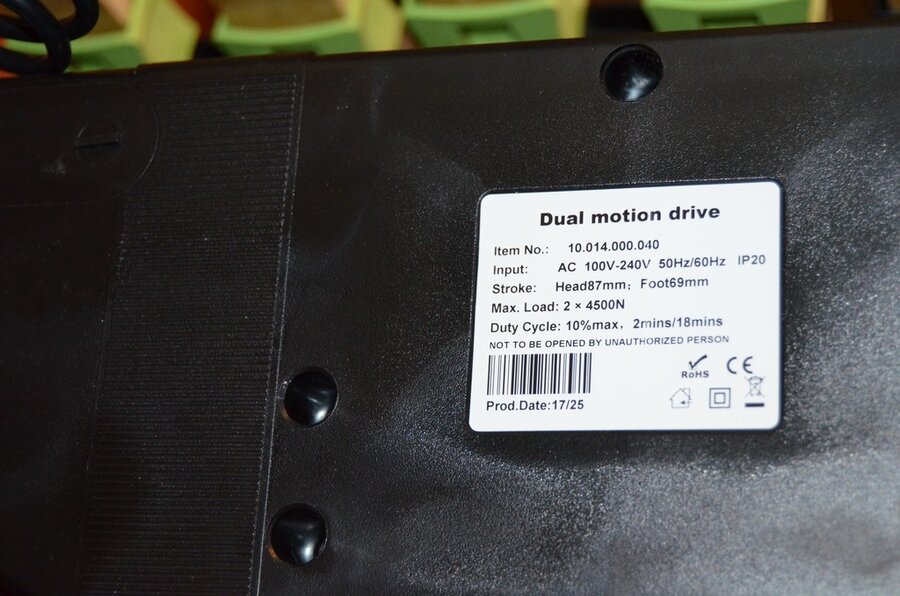 Dual motion drive
Item No.: 10.014.000.040
Input: AC 100V-240V 50Hz/60Hz IP20
Stroke: Head87mm; Foot69mm
Max. Load: 2 × 4500N
Duty Cycle: 10%max, 2mins/18mins
NOT TO BE OPENED BY UNAUTHORIZED PERSON
RoHS CE
Prod.Date:17/25